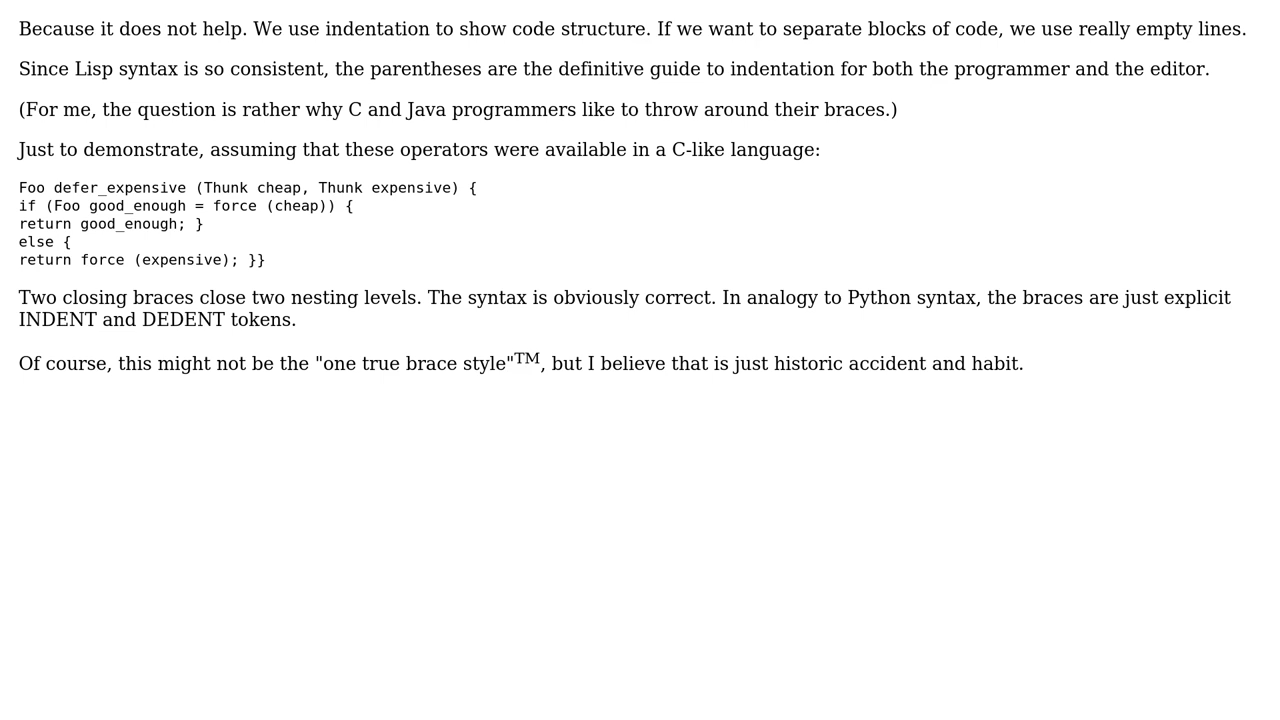 Because it does not help. We use indentation to show code structure. If we want to separate blocks of code, we use really empty lines.
Since Lisp syntax is so consistent, the parentheses are the definitive guide to indentation for both the programmer and the editor.
(For me, the question is rather why C and Java programmers like to throw around their braces.)
Just to demonstrate, assuming that these operators were available in a C-like language:
Foo defer_expensive (Thunk cheap, Thunk expensive) {
if (Foo good_enough = force (cheap)) {
return good_enough; }
else {
return force (expensive); }}
Two closing braces close two nesting levels. The syntax is obviously correct. In analogy to Python syntax, the braces are just explicit
INDENT and DEDENT tokens.
Of course, this might not be the "one true brace style"TM, but I believe that is just historic accident and habit.